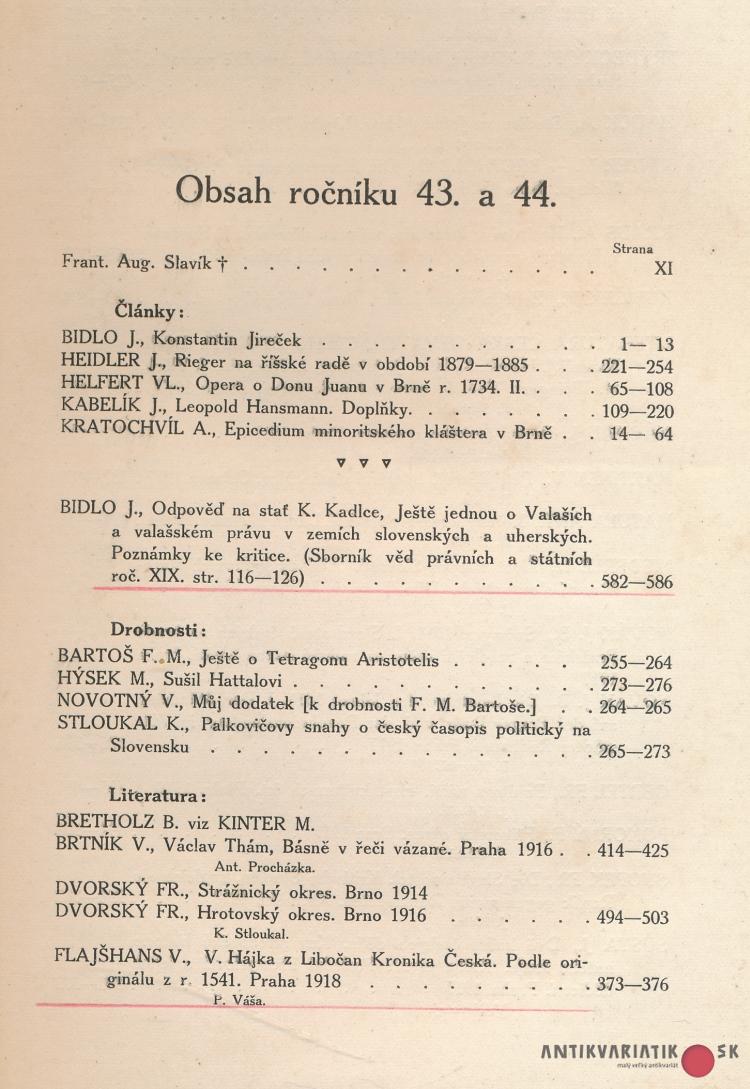 Obsah ročníku 43. a 44.
Strana
Frant. Aug. Slavík † . . . . . . . . . . . . . . XI
Články:
BIDLO J., Konstantin Jireček . . . . . . . . . . . 1— 13
HEIDLER J., Rieger na říšské radě v období 1879—1885 . . . 221—254
HELFERT VL., Opera o Donu Juanu v Brně r. 1734. II. . . . 65—108
KABELÍK J., Leopold Hansmann. Doplňky. . . . . . . . 109—220
KRATOCHVÍL A., Epicedium minoritského kláštera v Brně . . 14— 64
▿ ▿ ▿
BIDLO J., Odpověď na stať K. Kadlce, Ještě jednou o Valaších
a valašském právu v zemích slovenských a uherských.
Poznámky ke kritice. (Sborník věd právních a státních
roč. XIX. str. 116—126) . . . . . . . . . . . 582—586
Drobnosti:
BARTOŠ F. M., Ještě o Tetragonu Aristotelis . . . . . 255—264
HÝSEK M., Sušil Hattalovi . . . . . . . . . . . . 273—276
NOVOTNÝ V., Můj dodatek [k drobnosti F. M. Bartoše.] . . 264—265
STLOUKAL K., Palkovičovy snahy o český časopis politický na
Slovensku . . . . . . . . . . . . . . . 265—273
Literatura:
BRETHOLZ B. viz KINTER M.
BRTNÍK V., Václav Thám, Básně v řeči vázané. Praha 1916 . . 414—425
Ant. Procházka.
DVORSKÝ FR., Strážnický okres. Brno 1914
DVORSKÝ FR., Hrotovský okres. Brno 1916 . . . . . . 494—503
K. Stloukal.
FLAJŠHANS V., V. Hájka z Libočan Kronika Česká. Podle ori-
ginálu z r. 1541. Praha 1918 . . . . . . . . . 373—376
P. Váša.
ANTIKVARIATIK SK
malý veľký antikvariát